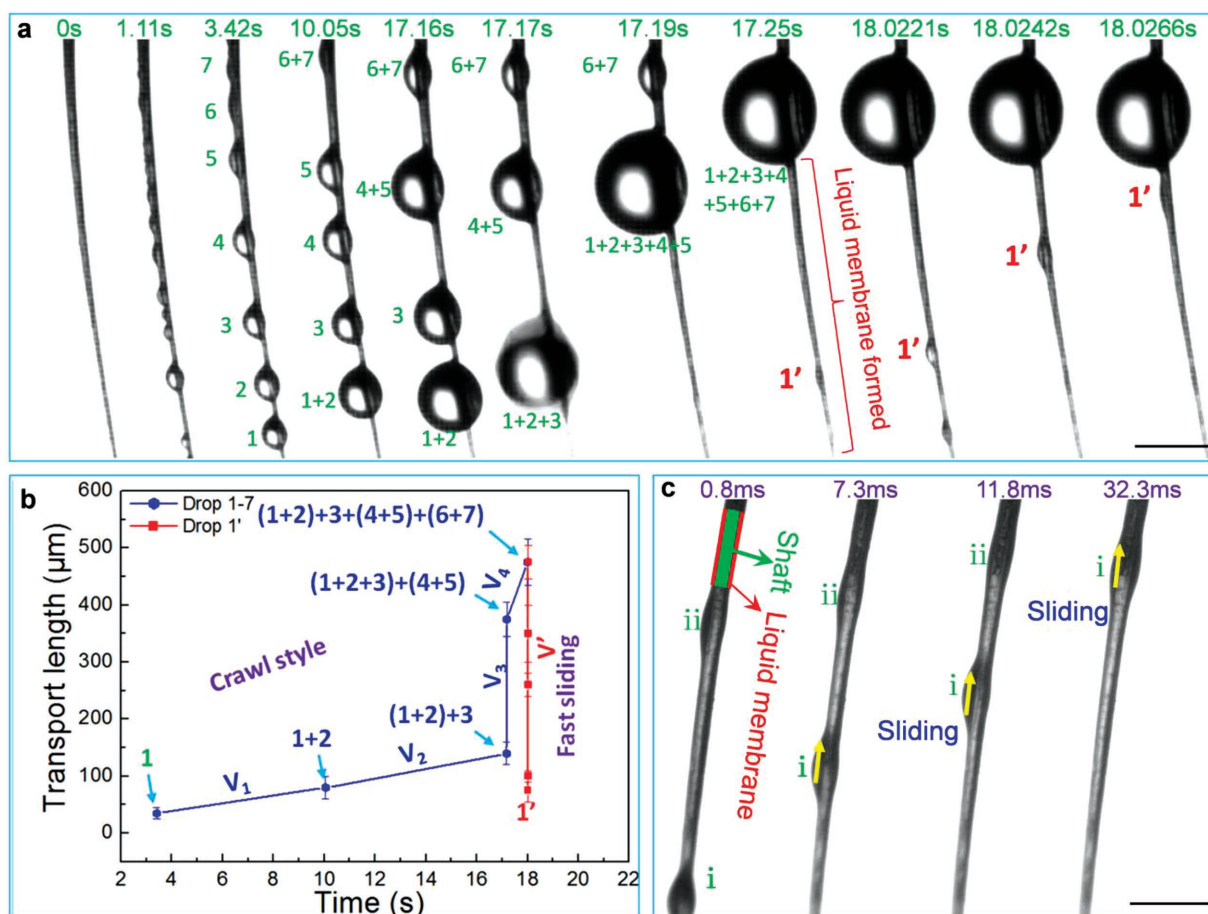 a
0s 1.11s 3.42s 10.05s 17.16s 17.17s 17.19s 17.25s 18.0221s 18.0242s 18.0266s
7
6
5
4
3
2
1
6+7
5
4
3
1+2
6+7
4+5
3
1+2
6+7
4+5
1+2+3
6+7
1+2+3+4+5
1+2+3+4
+5+6+7
1’
Liquid membrane formed
1’
1’
1’
b
Transport length (µm)
600
500
400
300
200
100
0
Drop 1-7
Drop 1'
(1+2)+3+(4+5)+(6+7)
(1+2+3)+(4+5)
V4
Crawl style
V3
V'
Fast sliding
(1+2)+3
1+2
1
V1
V2
1’
2 4 6 8 10 12 14 16 18 20 22
Time (s)
c
0.8ms 7.3ms 11.8ms 32.3ms
Shaft
Liquid membrane
ii
i
ii
i
ii
i
Sliding
i
Sliding